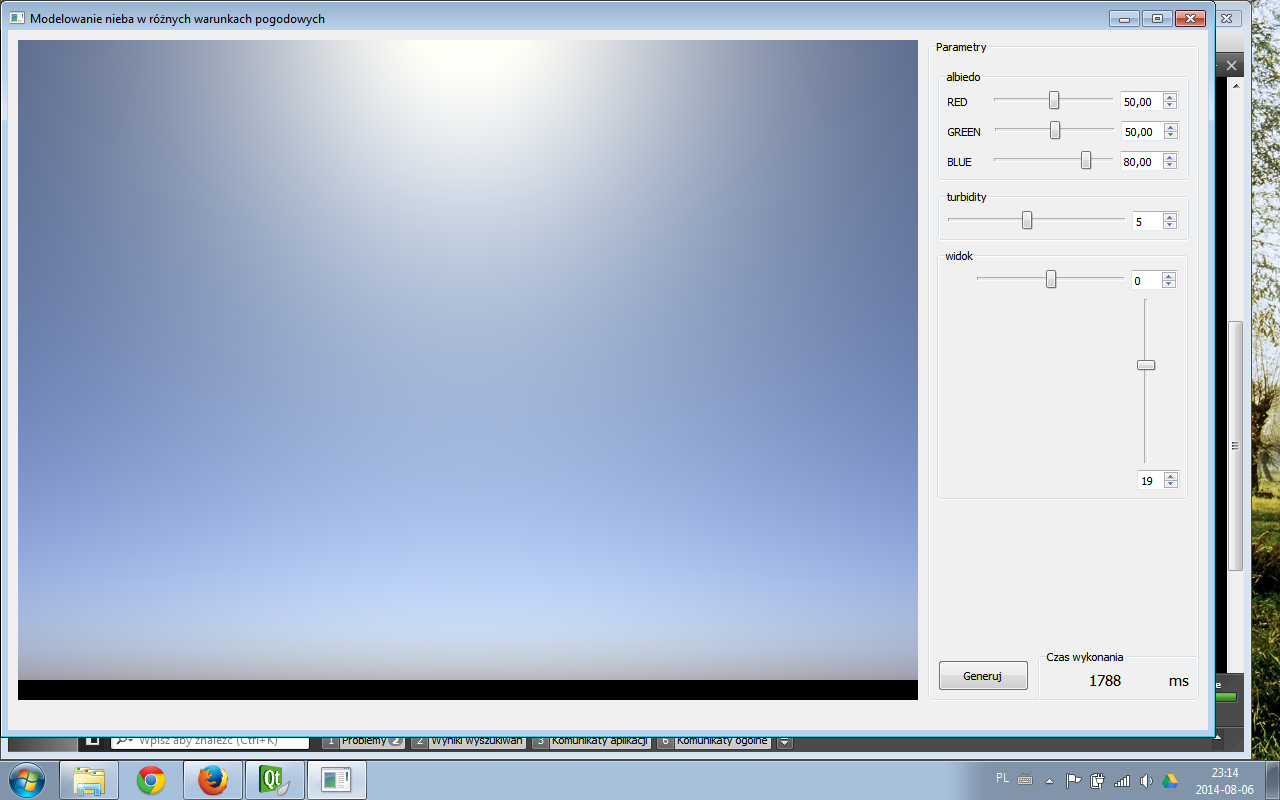 Modelowanie nieba w różnych warunkach pogodowych
Parametry
albiedo
RED 50,00
GREEN 50,00
BLUE 80,00
turbidity
5
widok
0
19
Generuj
Czas wykonania
1788 ms
e
Wpisz aby znaleźć (Ctrl+K) 1 Problemy 2 2 Wyniki wyszukiwań 3 Komunikaty aplikacji 6 Komunikaty ogólne
Qt
PL
23:14
2014-08-06